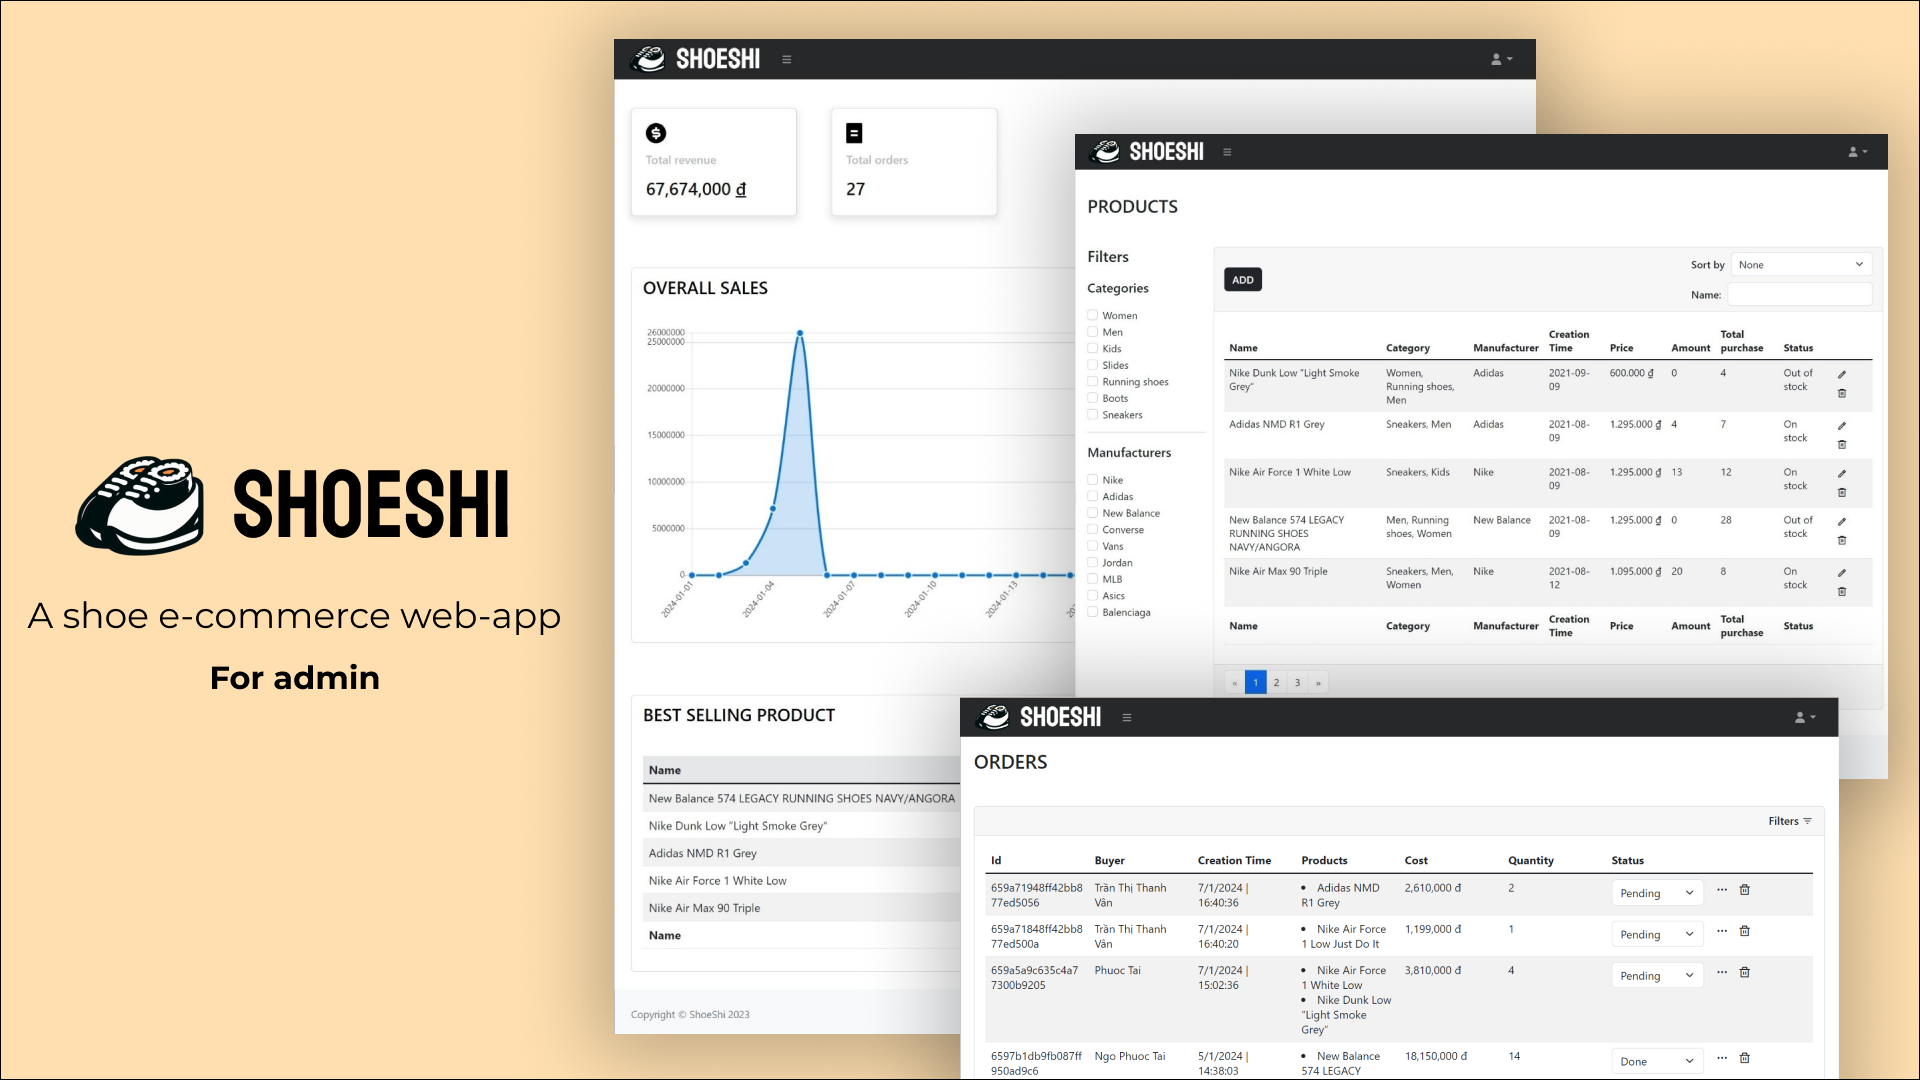 SHOESHI
A shoe e-commerce web-app
For admin
SHOESHI
Total revenue
67,674,000 đ
Total orders
27
OVERALL SALES
26000000
25000000
20000000
15000000
10000000
5000000
0
2024-01-01
2024-01-04
2024-01-07
2024-01-10
2024-01-13
BEST SELLING PRODUCT
Name
New Balance 574 LEGACY RUNNING SHOES NAVY/ANGORA
Nike Dunk Low "Light Smoke Grey"
Adidas NMD R1 Grey
Nike Air Force 1 White Low
Nike Air Max 90 Triple
Name
Copyright © ShoeShi 2023
SHOESHI
PRODUCTS
Filters
Categories
Women
Men
Kids
Slides
Running shoes
Boots
Sneakers
Manufacturers
Nike
Adidas
New Balance
Converse
Vans
Jordan
MLB
Asics
Balenciaga
ADD
Sort by None
Name:
Name Category Manufacturer Creation Time Price Amount Total purchase Status
Nike Dunk Low "Light Smoke Grey" Women, Running shoes, Men Adidas 2021-09-09 600.000 ₫ 0 4 Out of stock
Adidas NMD R1 Grey Sneakers, Men Adidas 2021-08-09 1.295.000 ₫ 4 7 On stock
Nike Air Force 1 White Low Sneakers, Kids Nike 2021-08-09 1.295.000 ₫ 13 12 On stock
New Balance 574 LEGACY RUNNING SHOES NAVY/ANGORA Men, Running shoes, Women New Balance 2021-08-09 1.295.000 ₫ 0 28 Out of stock
Nike Air Max 90 Triple Sneakers, Men, Women Nike 2021-08-12 1.095.000 ₫ 20 8 On stock
Name Category Manufacturer Creation Time Price Amount Total purchase Status
« 1 2 3 »
SHOESHI
ORDERS
Filters
Id Buyer Creation Time Products Cost Quantity Status
659a71948ff42bb877ed5056 Trần Thị Thanh Vân 7/1/2024 | 16:40:36 • Adidas NMD R1 Grey 2,610,000 đ 2 Pending
659a71848ff42bb877ed500a Trần Thị Thanh Vân 7/1/2024 | 16:40:20 • Nike Air Force 1 Low Just Do It 1,199,000 đ 1 Pending
659a5a9c635c4a77300b9205 Phuoc Tai 7/1/2024 | 15:02:36 • Nike Air Force 1 White Low • Nike Dunk Low "Light Smoke Grey" 3,810,000 đ 4 Pending
6597b1db9fb087ff950ad9c6 Ngo Phuoc Tai 5/1/2024 | 14:38:03 • New Balance 574 LEGACY 18,150,000 đ 14 Done